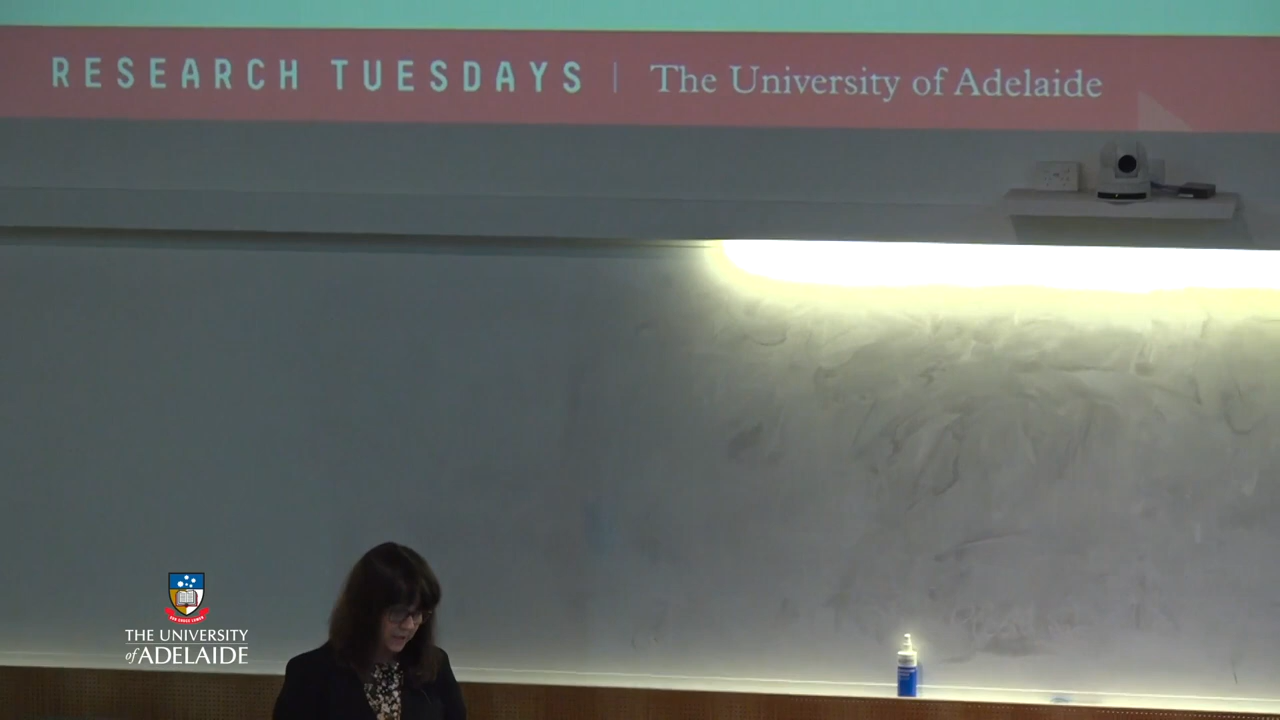 RESEARCH TUESDAYS | The University of Adelaide
THE UNIVERSITY
of ADELAIDE